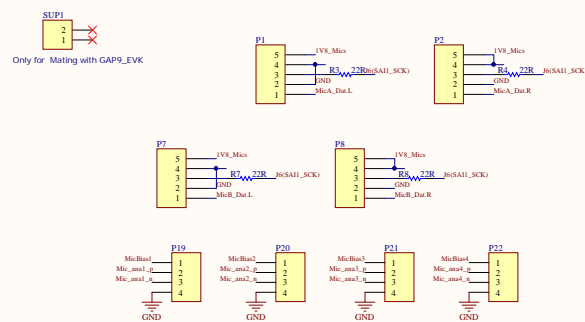 SUP1
2
1
Only for Mating with GAP9_EVK
P1
5
4
3
2
1
1V8_Mics
R3 22R
J6(SAI1_SCK)
GND
MicA_Dat.L
P2
5
4
3
2
1
1V8_Mics
R4 22R
J6(SAI1_SCK)
GND
MicA_Dat.R
P7
5
4
3
2
1
1V8_Mics
R7 22R
J6(SAI1_SCK)
GND
MicB_Dat.L
P8
5
4
3
2
1
1V8_Mics
R8 22R
J6(SAI1_SCK)
GND
MicB_Dat.R
P19
MicBias1 1
Mic_ana1_p 2
Mic_ana1_n 3
4
GND
P20
MicBias2 1
Mic_ana2_p 2
Mic_ana2_n 3
4
GND
P21
MicBias3 1
Mic_ana3_p 2
Mic_ana3_n 3
4
GND
P22
MicBias4 1
Mic_ana4_p 2
Mic_ana4_n 3
4
GND